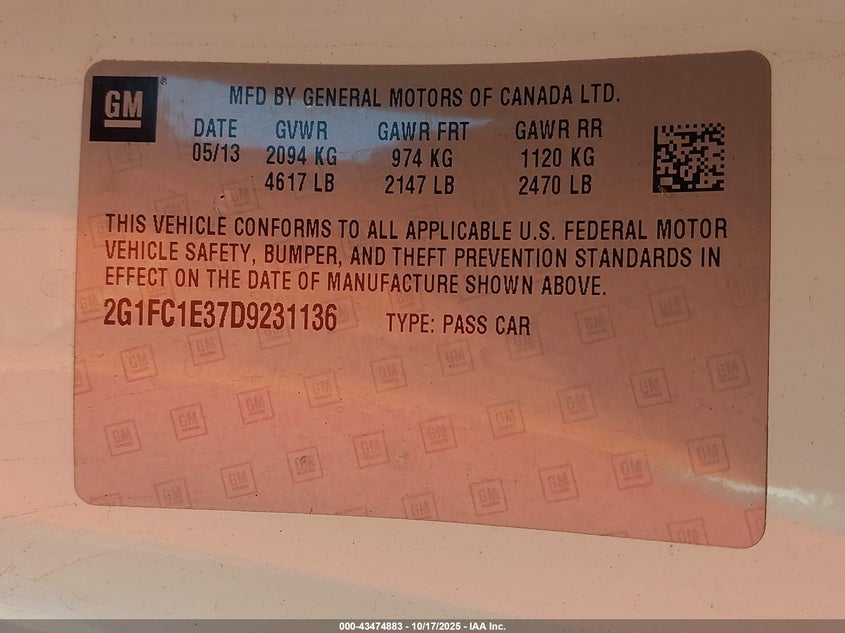 GM
MFD BY GENERAL MOTORS OF CANADA LTD.
DATE GVWR GAWR FRT GAWR RR
05/13 2094 KG 974 KG 1120 KG
4617 LB 2147 LB 2470 LB
THIS VEHICLE CONFORMS TO ALL APPLICABLE U.S. FEDERAL MOTOR
VEHICLE SAFETY, BUMPER, AND THEFT PREVENTION STANDARDS IN
EFFECT ON THE DATE OF MANUFACTURE SHOWN ABOVE.
2G1FC1E37D9231136 TYPE: PASS CAR
000-43474883 - 10/17/2025 - IAA Inc.